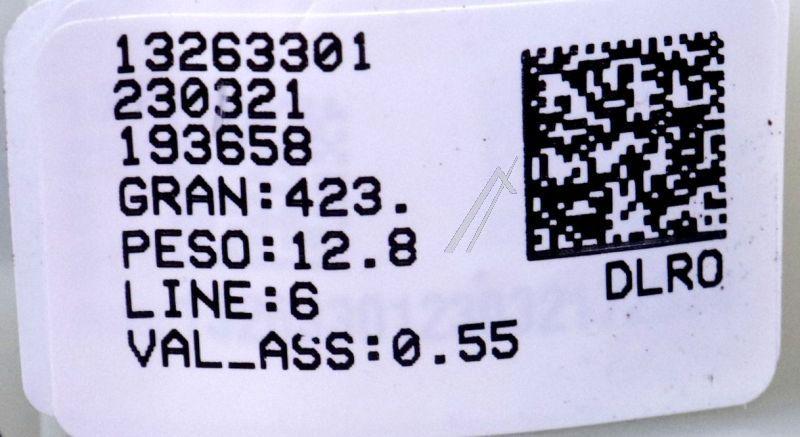 13263301
230321
193658
GRAN:423.
PESO:12.8
LINE:6
VAL_ASS:0.55
DLRO